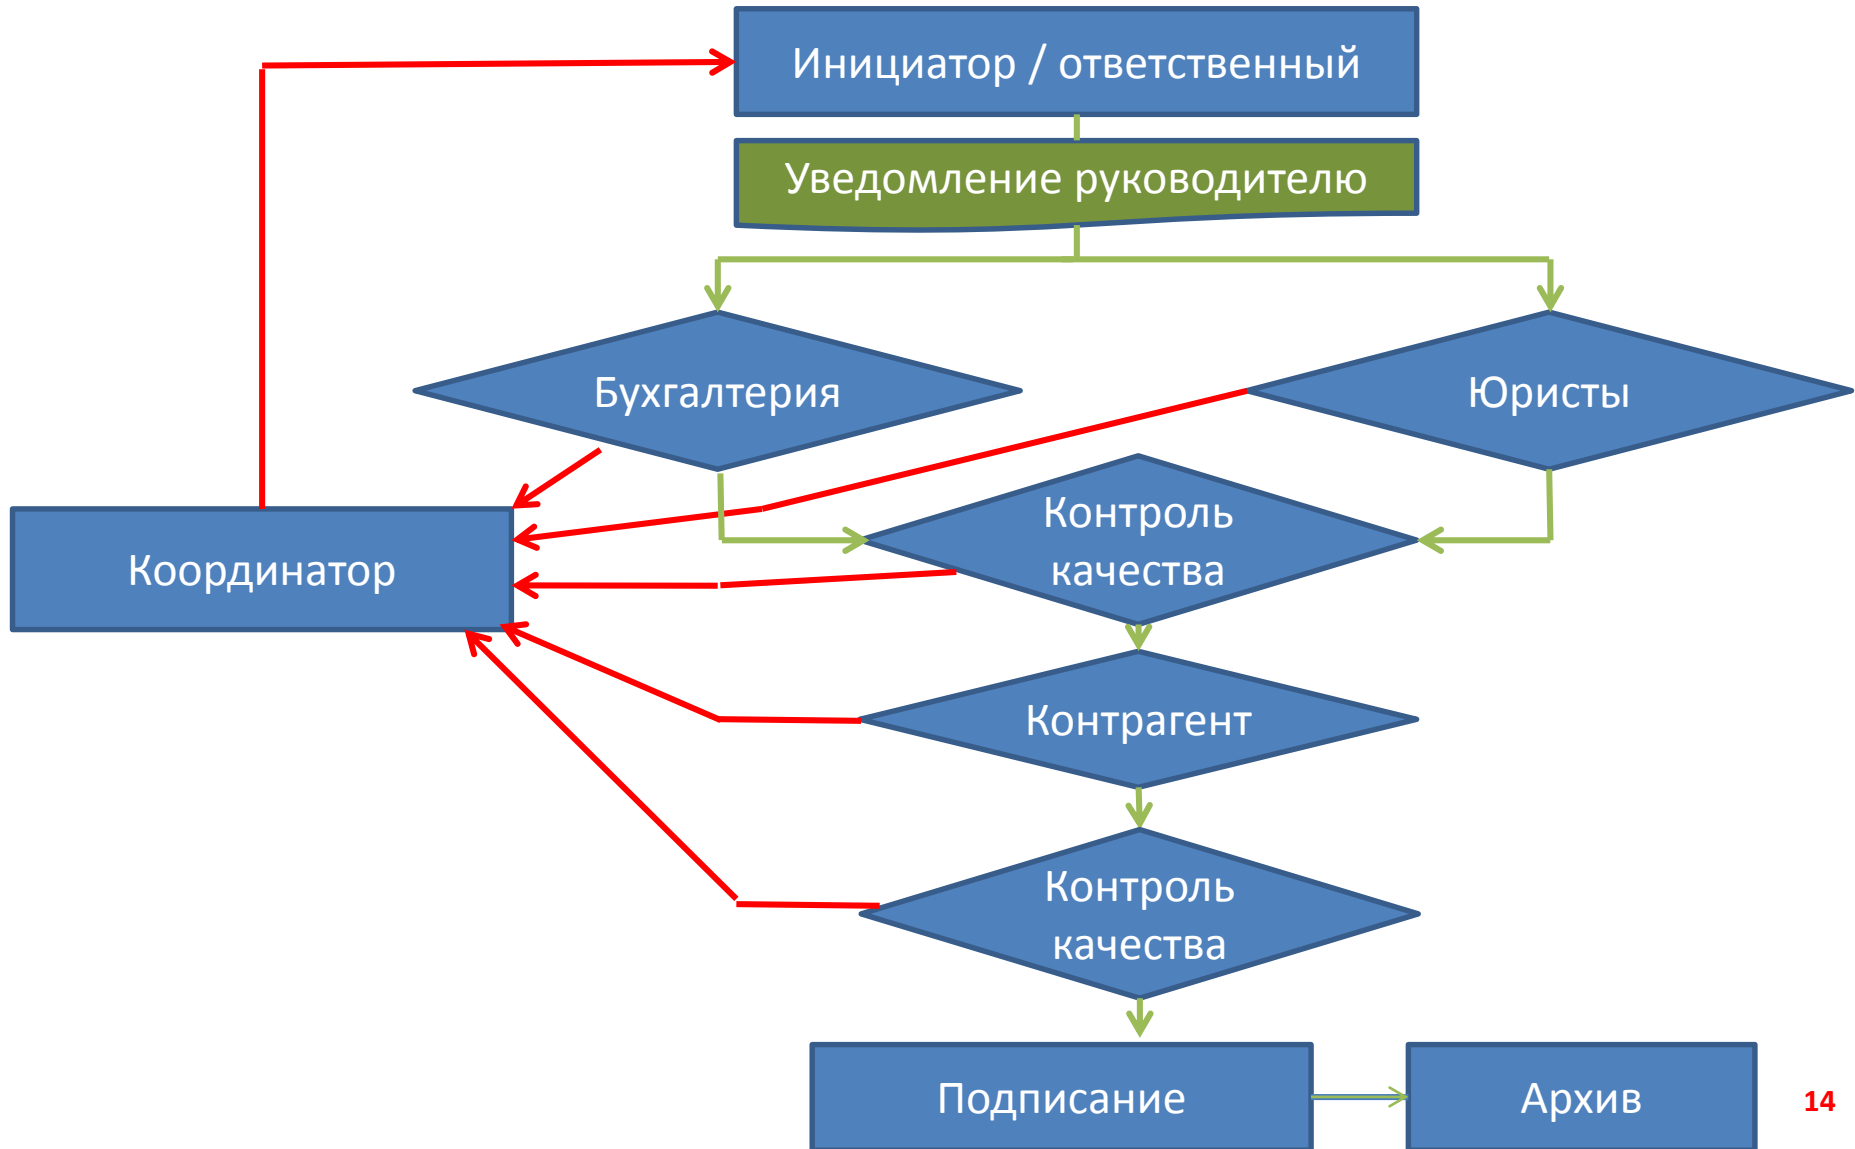 Инициатор / ответственный
Уведомление руководителю
Бухгалтерия
Юристы
Контроль
качества
Координатор
Контрагент
Контроль
качества
Подписание
Архив
14